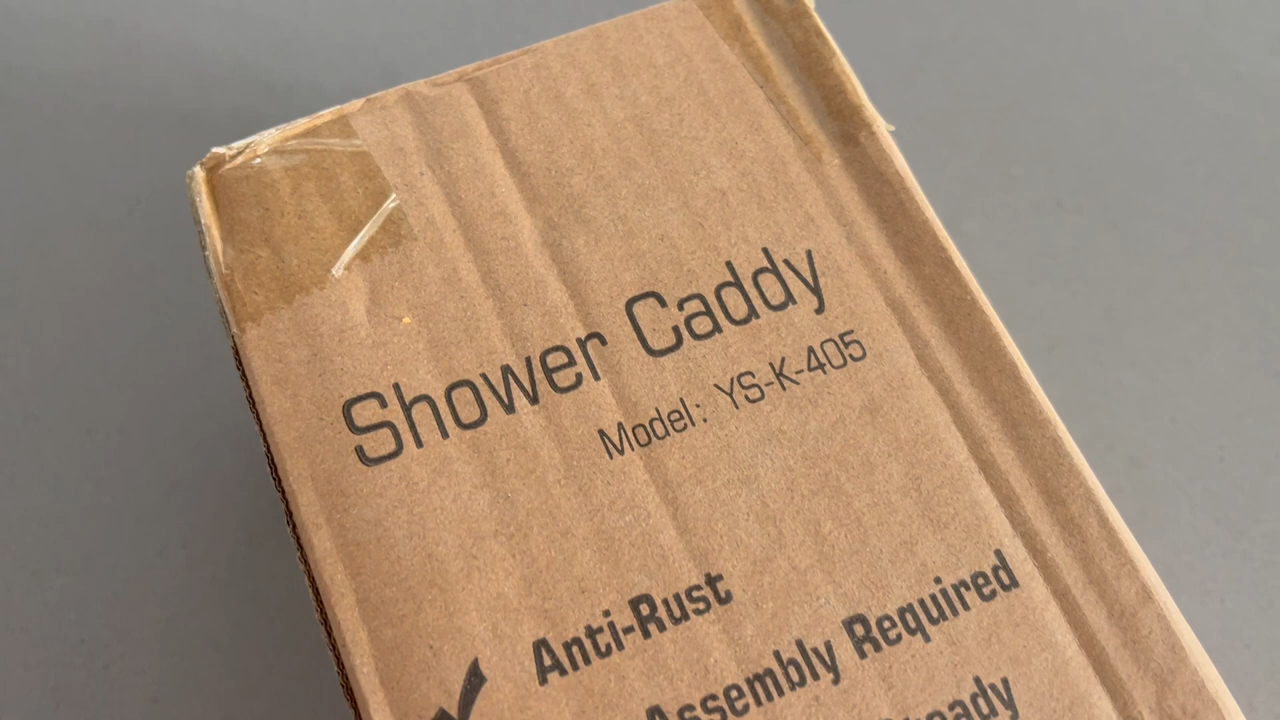 Shower Caddy
Model: YS-K-405
Anti-Rust
Assembly Required